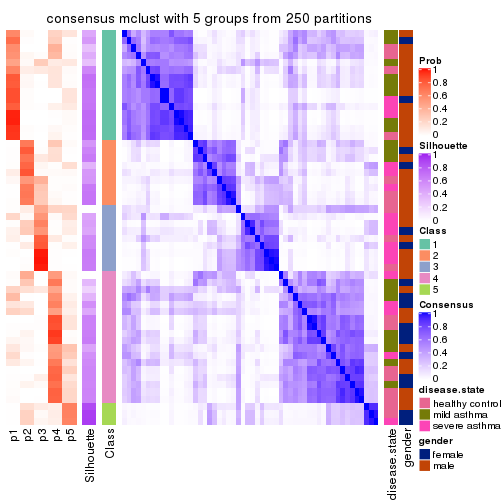 consensus mclust with 5 groups from 250 partitions
Prob
1
0.8
0.6
0.4
0.2
0
Silhouette
1
0.8
0.6
0.4
0.2
0
Class
1
2
3
4
5
Consensus
1
0.8
0.6
0.4
0.2
0
disease.state
healthy control
mild asthma
severe asthma
gender
female
male
p1
p2
p3
p4
p5
Silhouette
Class
disease.state
gender